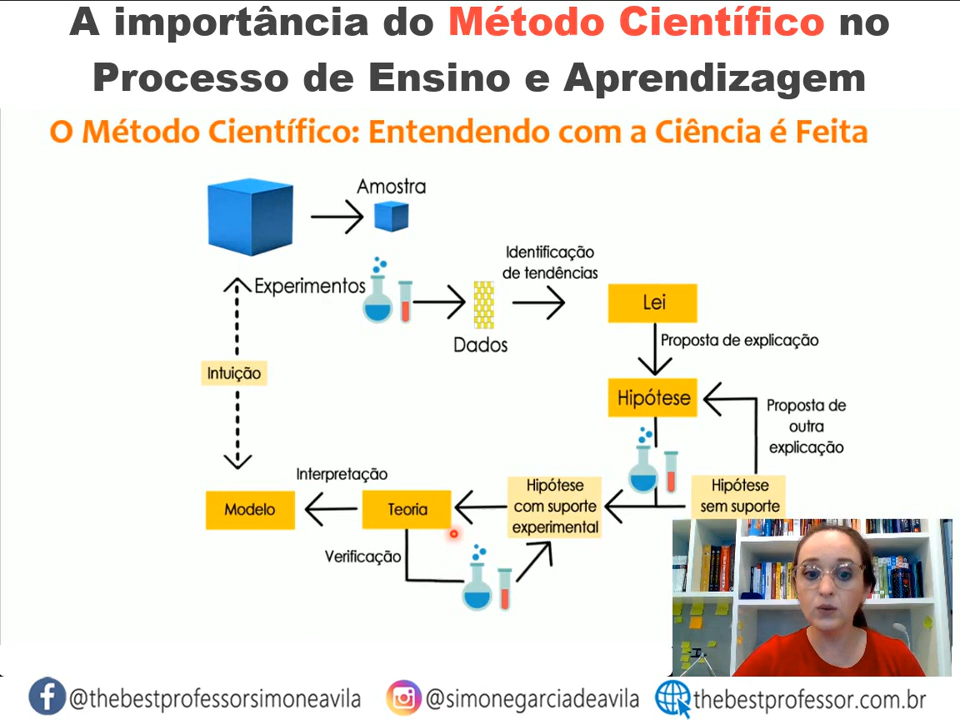 A importância do Método Científico no
Processo de Ensino e Aprendizagem
O Método Científico: Entendendo com a Ciência é Feita
Amostra
Experimentos
Dados
Identificação
de tendências
Lei
Proposta de explicação
Hipótese
Proposta de
outra
explicação
Hipótese
sem suporte
Hipótese
com suporte
experimental
Teoria
Verificação
Interpretação
Modelo
Intuição
@thebestprofessorsimoneavila
@simonegarciadeavila
thebestprofessor.com.br